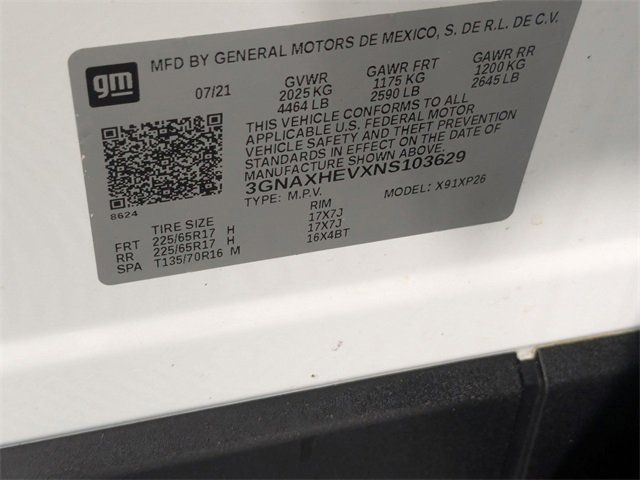 gm
MFD BY GENERAL MOTORS DE MEXICO, S. DE R.L. DE C.V.
07/21 GVWR GAWR FRT GAWR RR
2025 KG 1175 KG 1200 KG
4464 LB 2590 LB 2645 LB
THIS VEHICLE CONFORMS TO ALL
APPLICABLE U.S. FEDERAL MOTOR
VEHICLE SAFETY AND THEFT PREVENTION
STANDARDS IN EFFECT ON THE DATE OF
MANUFACTURE SHOWN ABOVE.
3GNAXHEVXNS103629
TYPE: M.P.V. MODEL: X91XP26
8624
TIRE SIZE RIM
FRT 225/65R17 H 17X7J
RR 225/65R17 H 17X7J
SPA T135/70R16 M 16X4BT